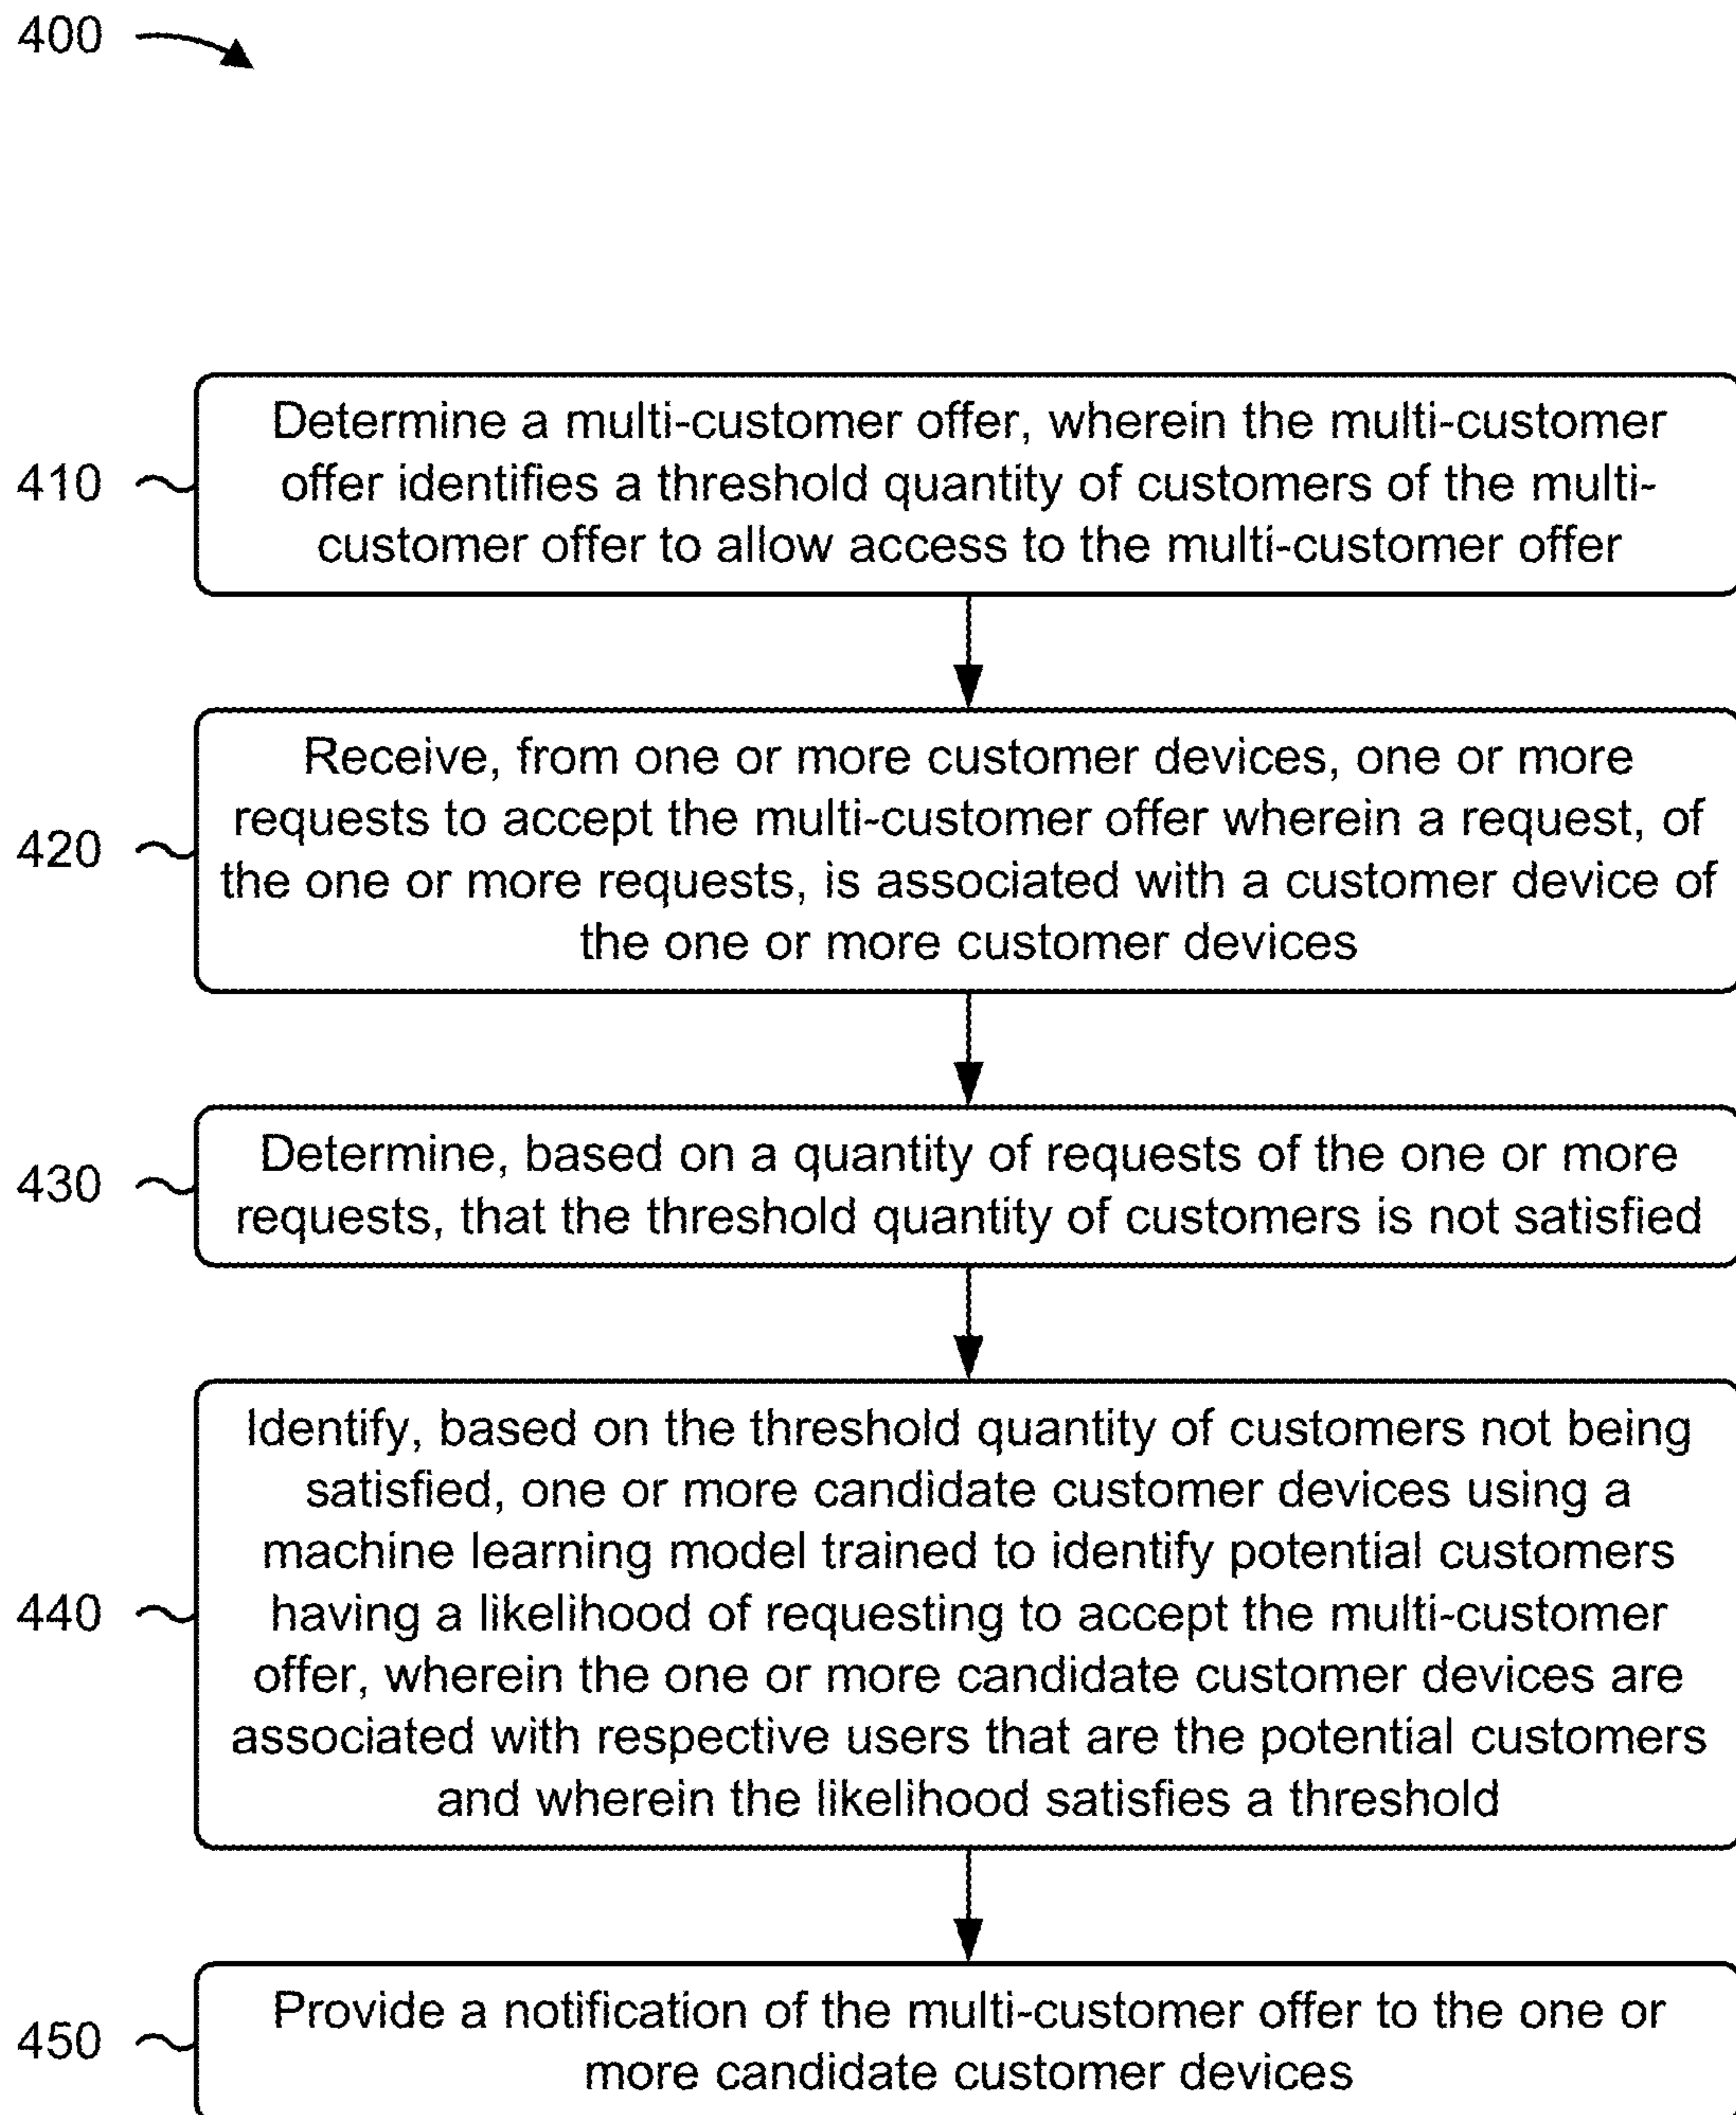 400
Determine a multi-customer offer, wherein the multi-customer
offer identifies a threshold quantity of customers of the multi-
customer offer to allow access to the multi-customer offer
410
Receive, from one or more customer devices, one or more
requests to accept the multi-customer offer wherein a request, of
the one or more requests, is associated with a customer device of
the one or more customer devices
420
Determine, based on a quantity of requests of the one or more
requests, that the threshold quantity of customers is not satisfied
430
Identify, based on the threshold quantity of customers not being
satisfied, one or more candidate customer devices using a
machine learning model trained to identify potential customers
having a likelihood of requesting to accept the multi-customer
offer, wherein the one or more candidate customer devices are
associated with respective users that are the potential customers
and wherein the likelihood satisfies a threshold
440
Provide a notification of the multi-customer offer to the one or
more candidate customer devices
450